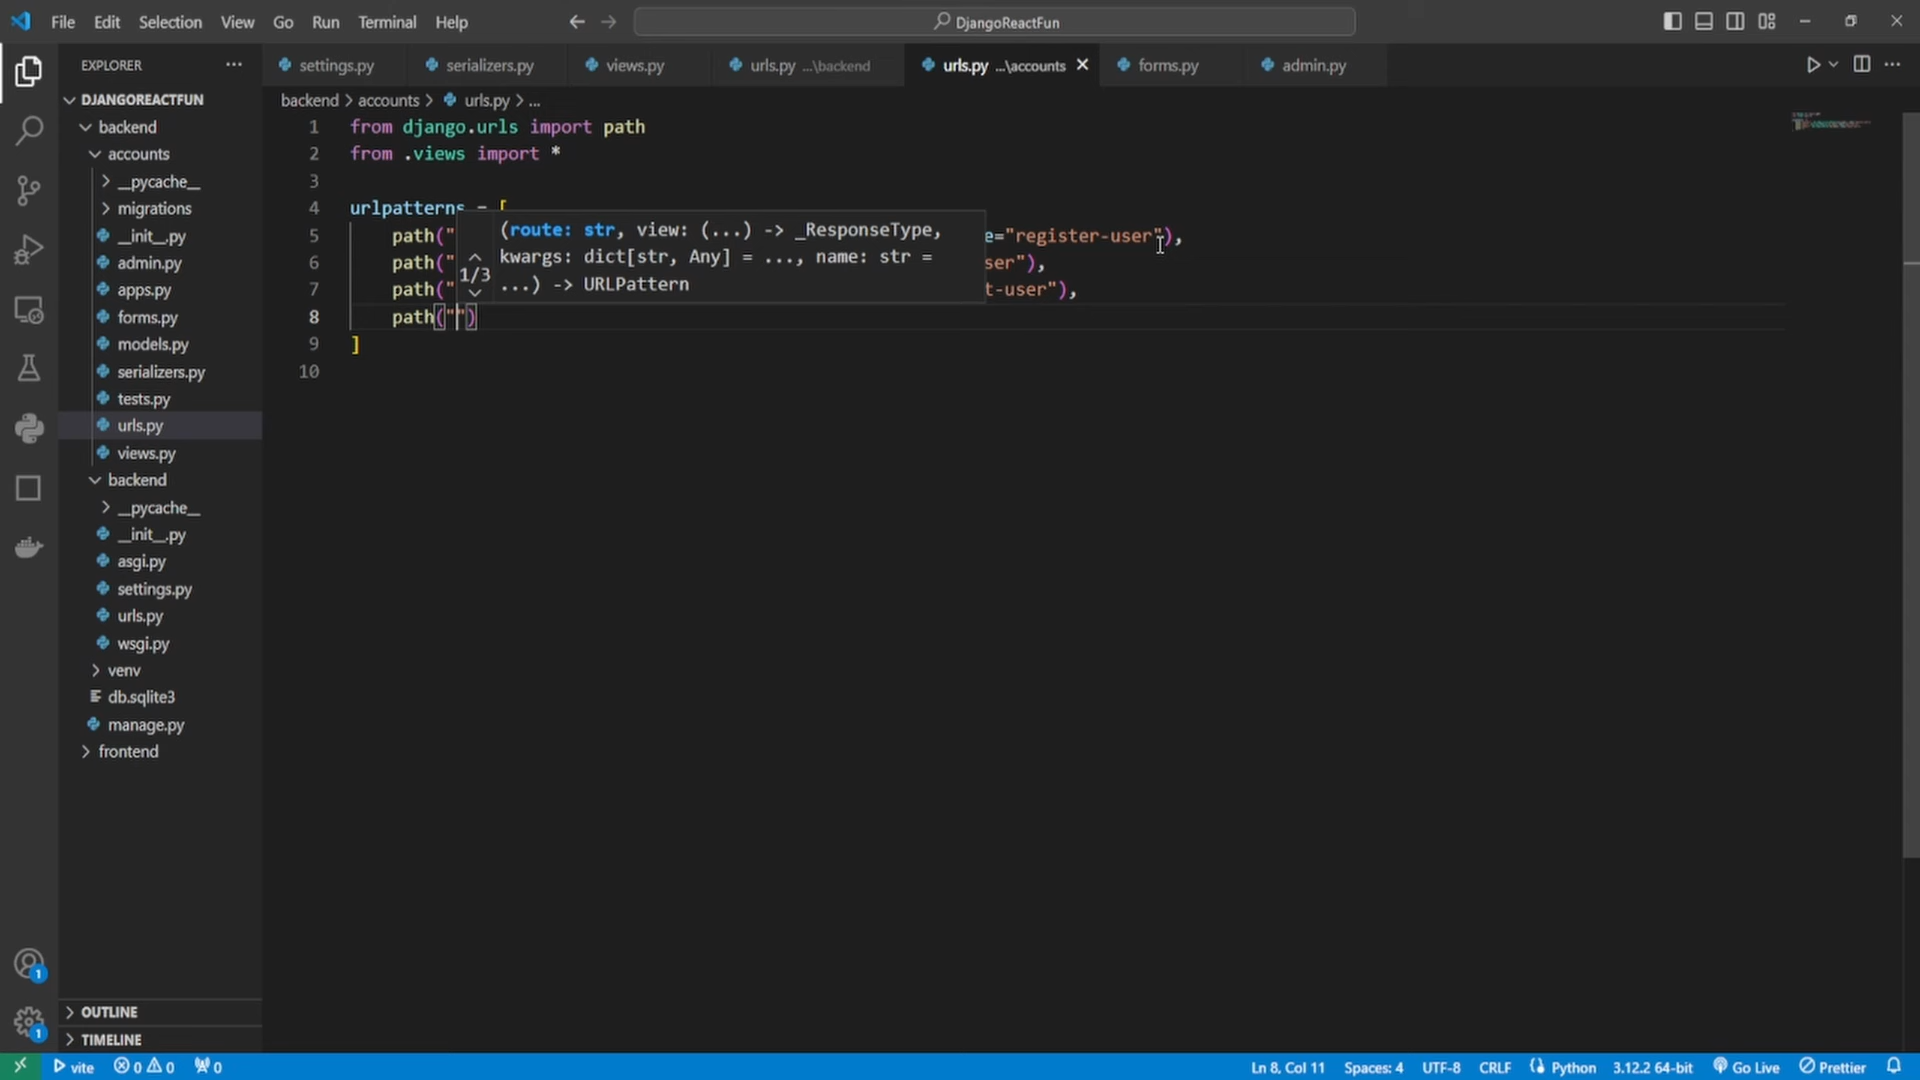 File Edit Selection View Go Run Terminal Help
DjangoReactFun
EXPLORER
settings.py
serializers.py
views.py
urls.py ...\backend
urls.py ...\accounts
forms.py
admin.py
DJANGOREACTFUN
backend
accounts
__pycache__
migrations
__init__.py
admin.py
apps.py
forms.py
models.py
serializers.py
tests.py
urls.py
views.py
backend
__pycache__
__init__.py
asgi.py
settings.py
urls.py
wsgi.py
venv
db.sqlite3
manage.py
frontend
OUTLINE
TIMELINE
backend > accounts > urls.py > ...
1 from django.urls import path
2 from .views import *
3
4 urlpatterns = [
5 path(" e="register-user"),
6 path(" ser"),
7 path(" t-user"),
8 path("")
9 ]
10
(route: str, view: (...) -> _ResponseType,
kwargs: dict[str, Any] = ..., name: str =
...) -> URLPattern
1/3
1
1
vite 0 0 0 Ln 8, Col 11 Spaces: 4 UTF-8 CRLF Python 3.12.2 64-bit Go Live Prettier